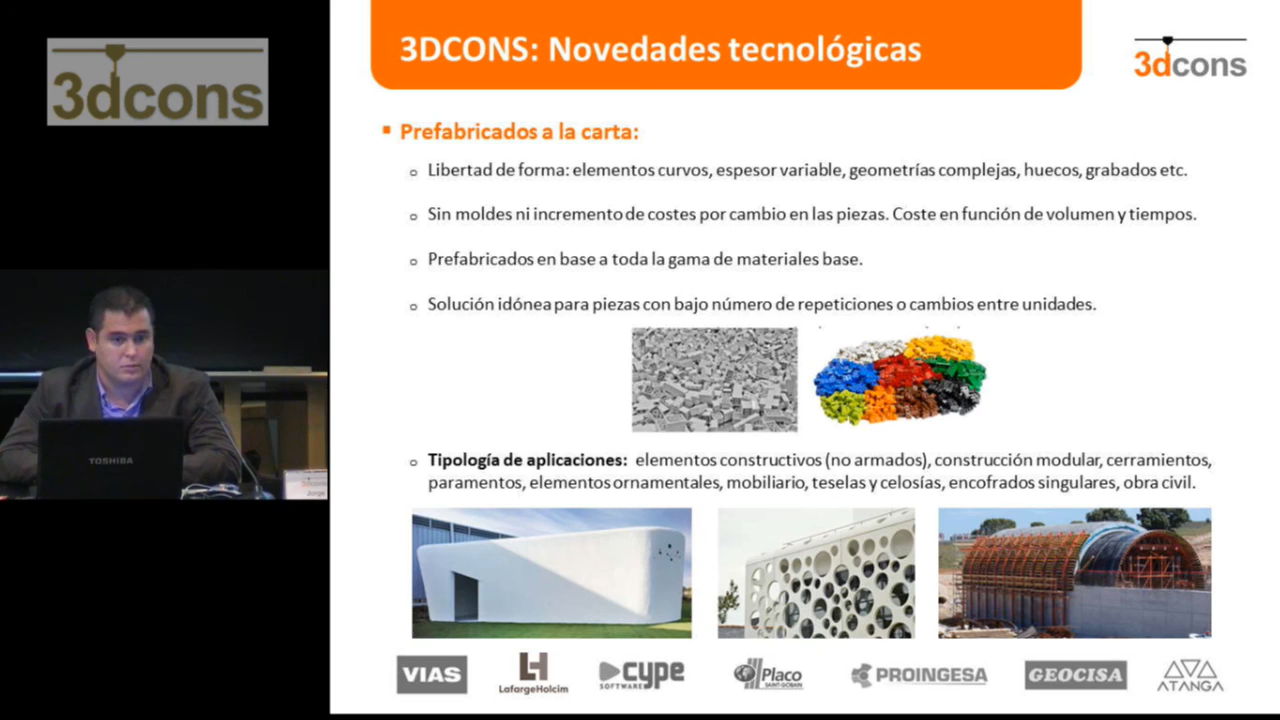 3dcons
TOSHIBA
Jorge
3DCONS: Novedades tecnológicas
3dcons
▪ Prefabricados a la carta:
o Libertad de forma: elementos curvos, espesor variable, geometrías complejas, huecos, grabados etc.
o Sin moldes ni incremento de costes por cambio en las piezas. Coste en función de volumen y tiempos.
o Prefabricados en base a toda la gama de materiales base.
o Solución idónea para piezas con bajo número de repeticiones o cambios entre unidades.
o Tipología de aplicaciones: elementos constructivos (no armados), construcción modular, cerramientos,
paramentos, elementos ornamentales, mobiliario, teselas y celosías, encofrados singulares, obra civil.
VIAS
LH
LafargeHolcim
cype
SOFTWARE
Placo
SAINT-GOBAIN
PROINGESA
GEOCISA
ATANGA